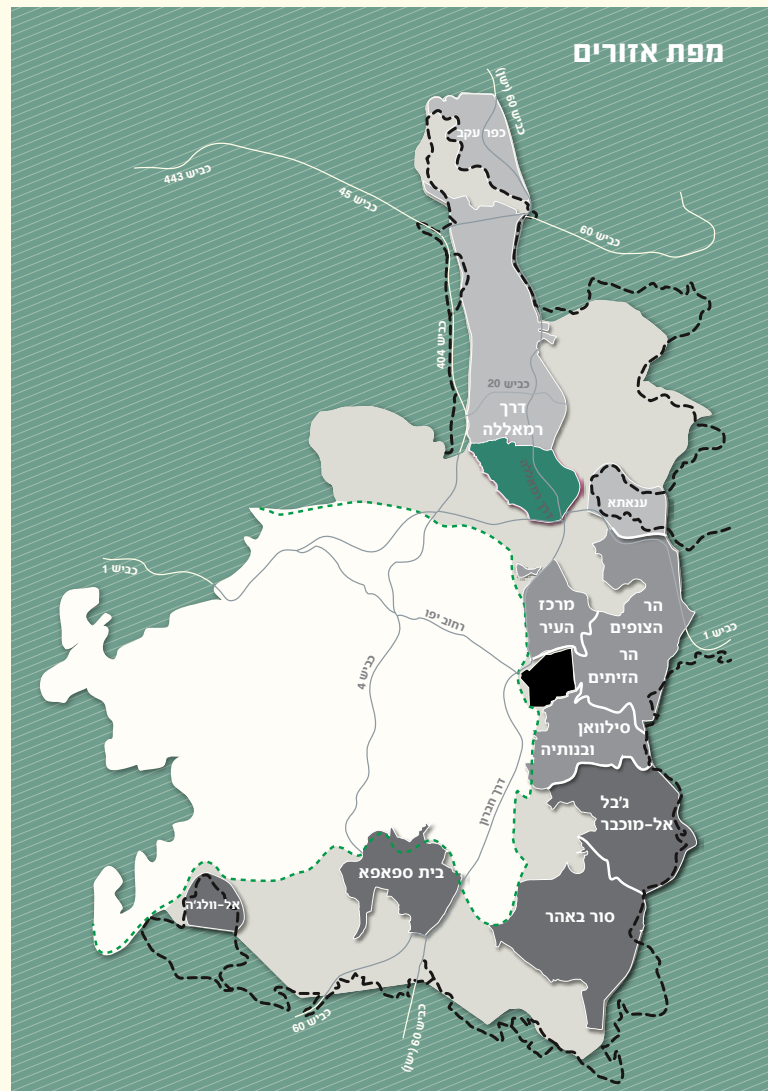 מפת אזורים
כביש 60 (ישן)
כפר עקב
כביש 443
כביש 45
כביש 60
כביש 404
כביש 20
דרך
רמאללה
דרך רמאללה
ענאתא
כביש 1
הר
הצופים
מרכז
העיר
רחוב יפו
כביש 1
הר
הזיתים
כביש 4
סילוואן
ובנותיה
דרך חברון
ג'בל
אל-מוכבר
בית ספאפא
אל-וולג'ה
סור באהר
כביש 60
כביש 60 (ישן)